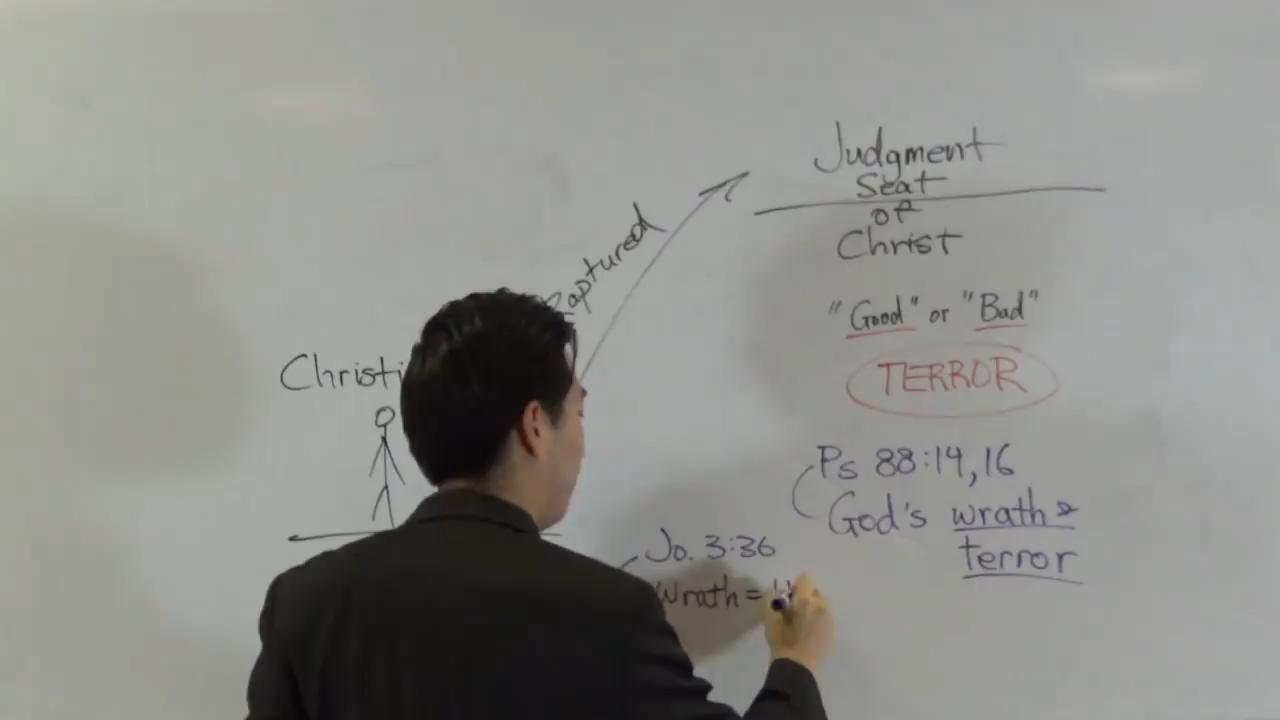 Judgment
Seat
of
Christ
Raptured
"Good" or "Bad"
Christi
TERROR
Ps 88:14,16
God's wrath &
terror
Jo. 3:36
Wrath =